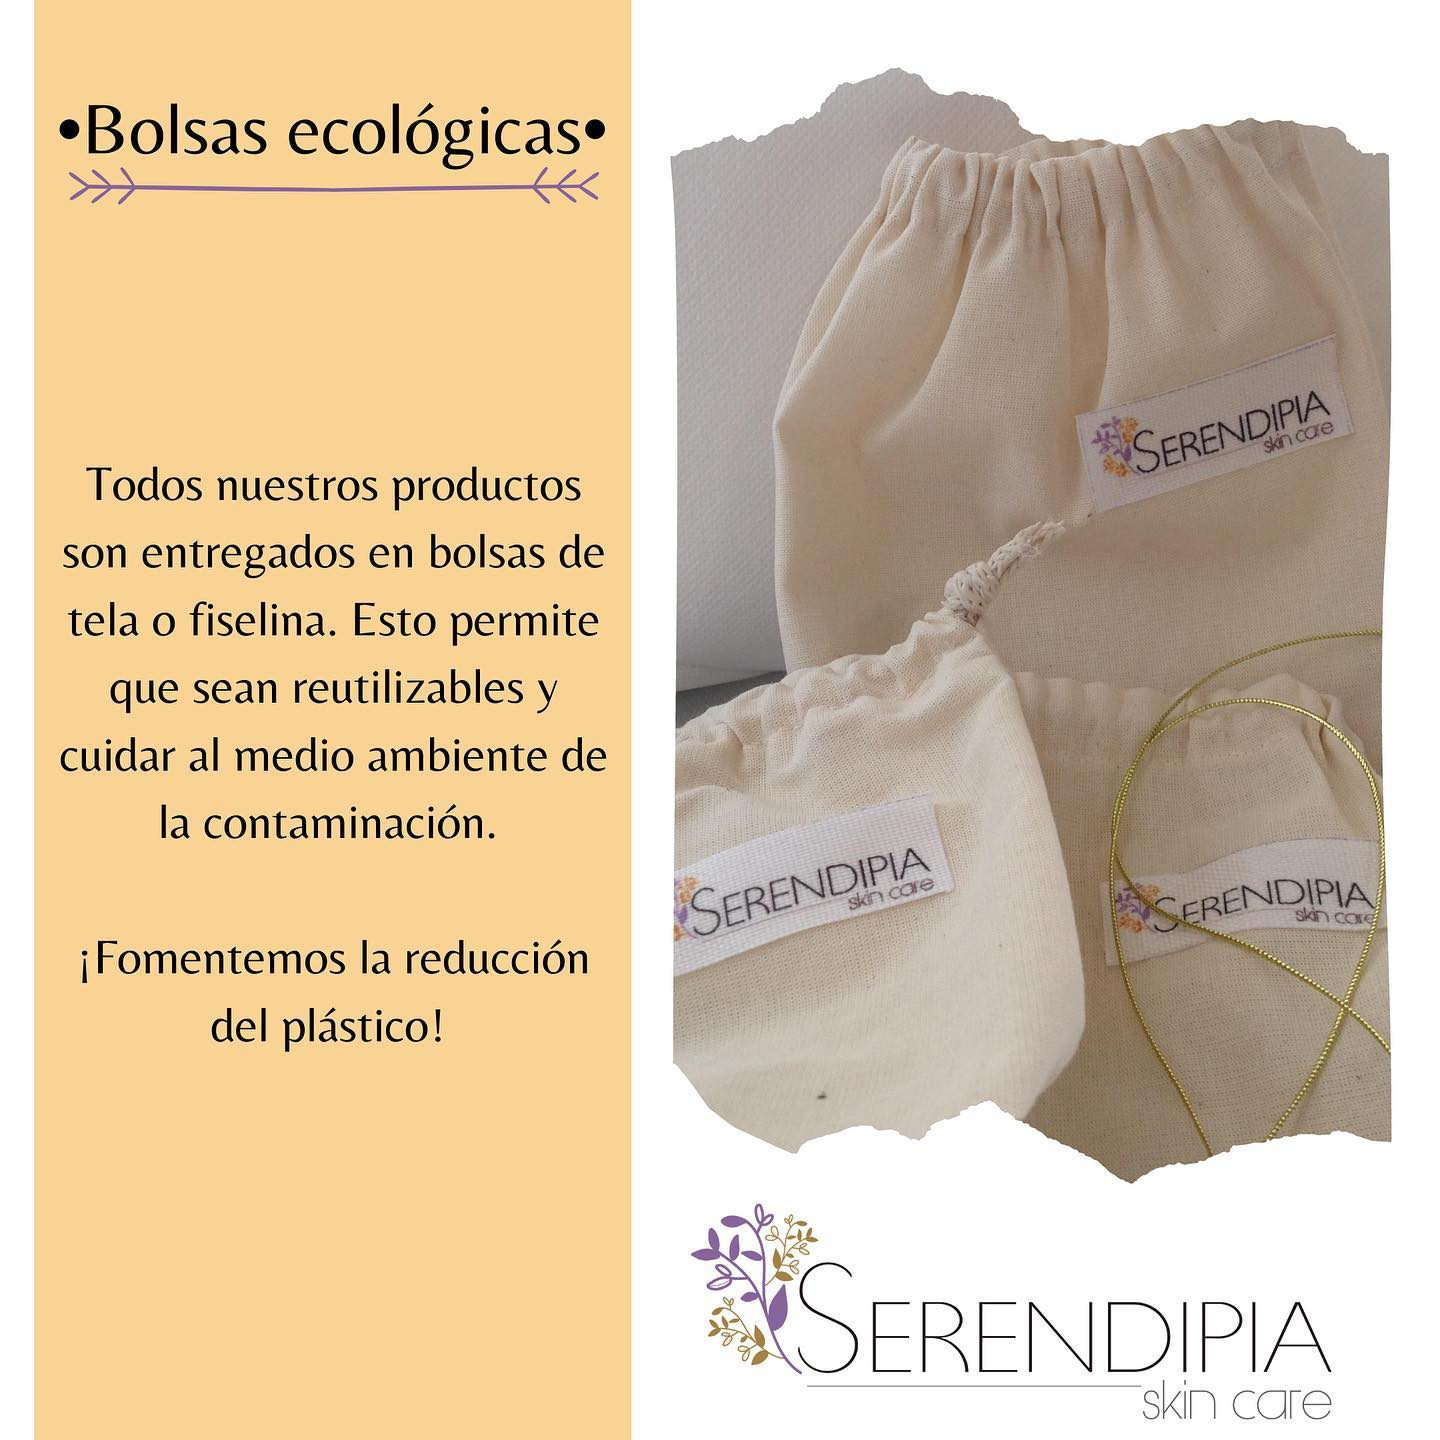 •Bolsas ecológicas•
Todos nuestros productos
son entregados en bolsas de
tela o fiselina. Esto permite
que sean reutilizables y
cuidar al medio ambiente de
la contaminación.
¡Fomentemos la reducción
del plástico!
SERENDIPIA
skin care
SERENDIPIA
skin care
SERENDIPIA
skin care
SERENDIPIA
skin care